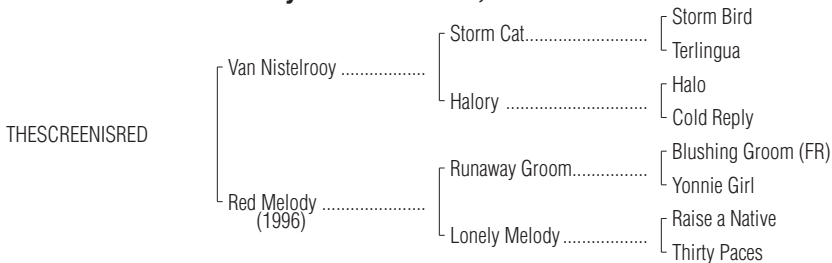 Storm Bird
Storm Cat
Terlingua
Van Nistelrooy
Halo
Halory
Cold Reply
THESCREENISRED
Blushing Groom (FR)
Runaway Groom
Yonnie Girl
Red Melody
(1996)
Raise a Native
Lonely Melody
Thirty Paces